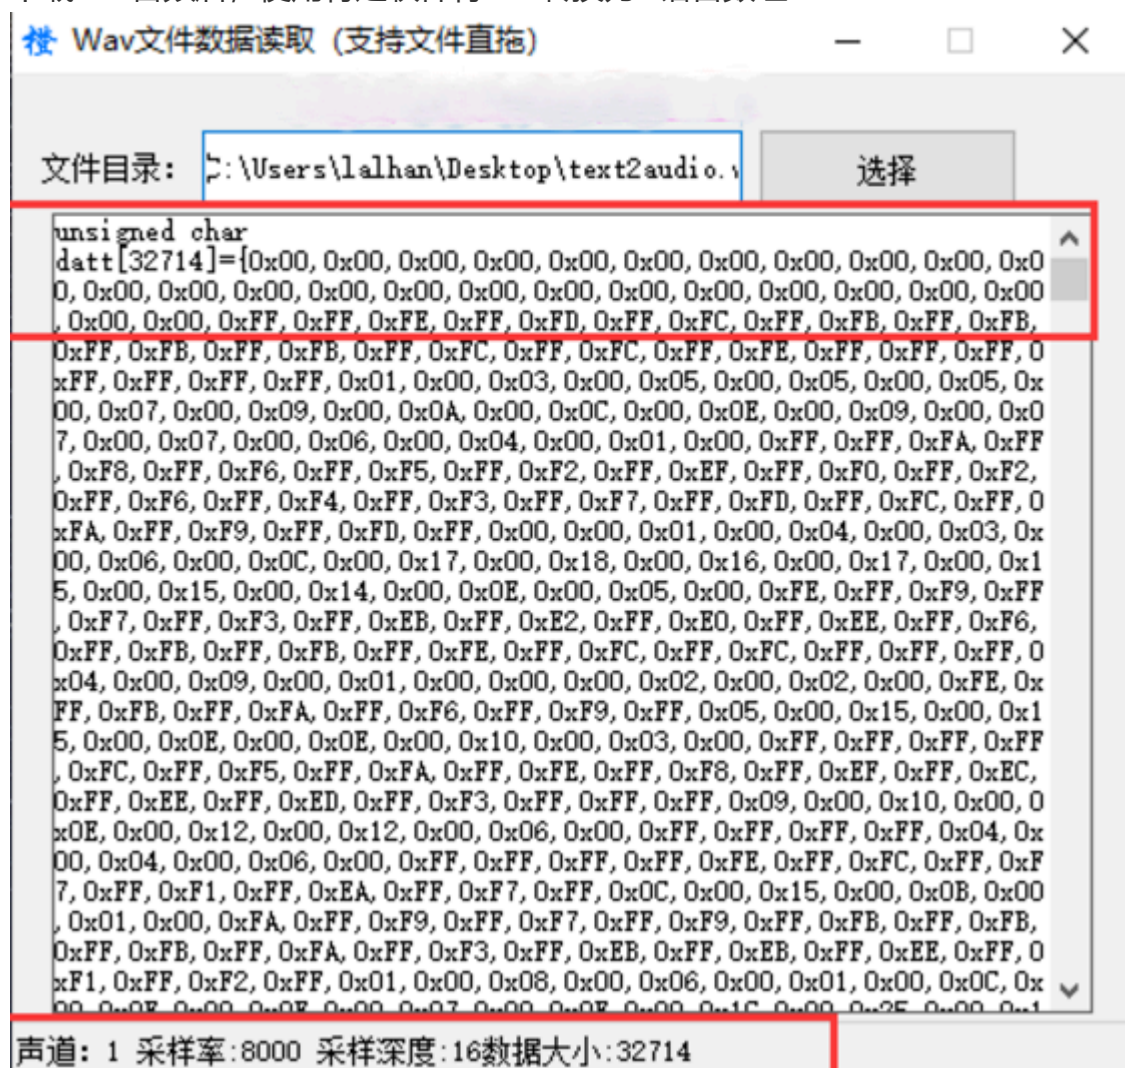 橙 Wav文件数据读取 (支持文件直拖)
文件目录: C:\Users\lalhan\Desktop\text2audio.
选择
unsigned char
datt[32714]={0x00, 0x00, 0x00, 0x00, 0x00, 0x00, 0x00, 0x00, 0x00, 0x00, 0x0
0, 0x00, 0x00, 0x00, 0x00, 0x00, 0x00, 0x00, 0x00, 0x00, 0x00, 0x00, 0x00
, 0x00, 0x00, 0xFF, 0xFF, 0xFE, 0xFF, 0xFD, 0xFF, 0xFC, 0xFF, 0xFB, 0xFF, 0xFB,
0xFF, 0xFB, 0xFF, 0xFB, 0xFF, 0xFC, 0xFF, 0xFC, 0xFF, 0xFE, 0xFF, 0xFF, 0xFF, 0
xFF, 0xFF, 0xFF, 0xFF, 0x01, 0x00, 0x03, 0x00, 0x05, 0x00, 0x05, 0x00, 0x05, 0x
00, 0x07, 0x00, 0x09, 0x00, 0x0A, 0x00, 0x0C, 0x00, 0x0E, 0x00, 0x09, 0x00, 0x0
7, 0x00, 0x07, 0x00, 0x06, 0x00, 0x04, 0x00, 0x01, 0x00, 0xFF, 0xFF, 0xFA, 0xFF
, 0xF8, 0xFF, 0xF6, 0xFF, 0xF5, 0xFF, 0xF2, 0xFF, 0xEF, 0xFF, 0xF0, 0xFF, 0xF2,
0xFF, 0xF6, 0xFF, 0xF4, 0xFF, 0xF3, 0xFF, 0xF7, 0xFF, 0xFD, 0xFF, 0xFC, 0xFF, 0
xFA, 0xFF, 0xF9, 0xFF, 0xFD, 0xFF, 0x00, 0x00, 0x01, 0x00, 0x04, 0x00, 0x03, 0x
00, 0x06, 0x00, 0x0C, 0x00, 0x17, 0x00, 0x18, 0x00, 0x16, 0x00, 0x17, 0x00, 0x1
5, 0x00, 0x15, 0x00, 0x14, 0x00, 0x0E, 0x00, 0x05, 0x00, 0xFE, 0xFF, 0xF9, 0xFF
, 0xF7, 0xFF, 0xF3, 0xFF, 0xEB, 0xFF, 0xE2, 0xFF, 0xE0, 0xFF, 0xEE, 0xFF, 0xF6,
0xFF, 0xFB, 0xFF, 0xFB, 0xFF, 0xFE, 0xFF, 0xFC, 0xFF, 0xFC, 0xFF, 0xFF, 0xFF, 0
x04, 0x00, 0x09, 0x00, 0x01, 0x00, 0x00, 0x00, 0x02, 0x00, 0x02, 0x00, 0xFE, 0x
FF, 0xFB, 0xFF, 0xFA, 0xFF, 0xF6, 0xFF, 0xF9, 0xFF, 0x05, 0x00, 0x15, 0x00, 0x1
5, 0x00, 0x0E, 0x00, 0x0E, 0x00, 0x10, 0x00, 0x03, 0x00, 0xFF, 0xFF, 0xFF, 0xFF
, 0xFC, 0xFF, 0xF5, 0xFF, 0xFA, 0xFF, 0xFE, 0xFF, 0xF8, 0xFF, 0xEF, 0xFF, 0xEC,
0xFF, 0xEE, 0xFF, 0xED, 0xFF, 0xF3, 0xFF, 0xFF, 0xFF, 0x09, 0x00, 0x10, 0x00, 0
x0E, 0x00, 0x12, 0x00, 0x12, 0x00, 0x06, 0x00, 0xFF, 0xFF, 0xFF, 0xFF, 0x04, 0x
00, 0x04, 0x00, 0x06, 0x00, 0xFF, 0xFF, 0xFF, 0xFF, 0xFE, 0xFF, 0xFC, 0xFF, 0xF
7, 0xFF, 0xF1, 0xFF, 0xEA, 0xFF, 0xF7, 0xFF, 0x0C, 0x00, 0x15, 0x00, 0x0B, 0x00
, 0x01, 0x00, 0xFA, 0xFF, 0xF9, 0xFF, 0xF7, 0xFF, 0xF9, 0xFF, 0xFB, 0xFF, 0xFB,
0xFF, 0xFB, 0xFF, 0xFA, 0xFF, 0xF3, 0xFF, 0xEB, 0xFF, 0xEB, 0xFF, 0xEE, 0xFF, 0
xF1, 0xFF, 0xF2, 0xFF, 0x01, 0x00, 0x08, 0x00, 0x06, 0x00, 0x01, 0x00, 0x0C, 0x
声道: 1 采样率:8000 采样深度:16数据大小:32714